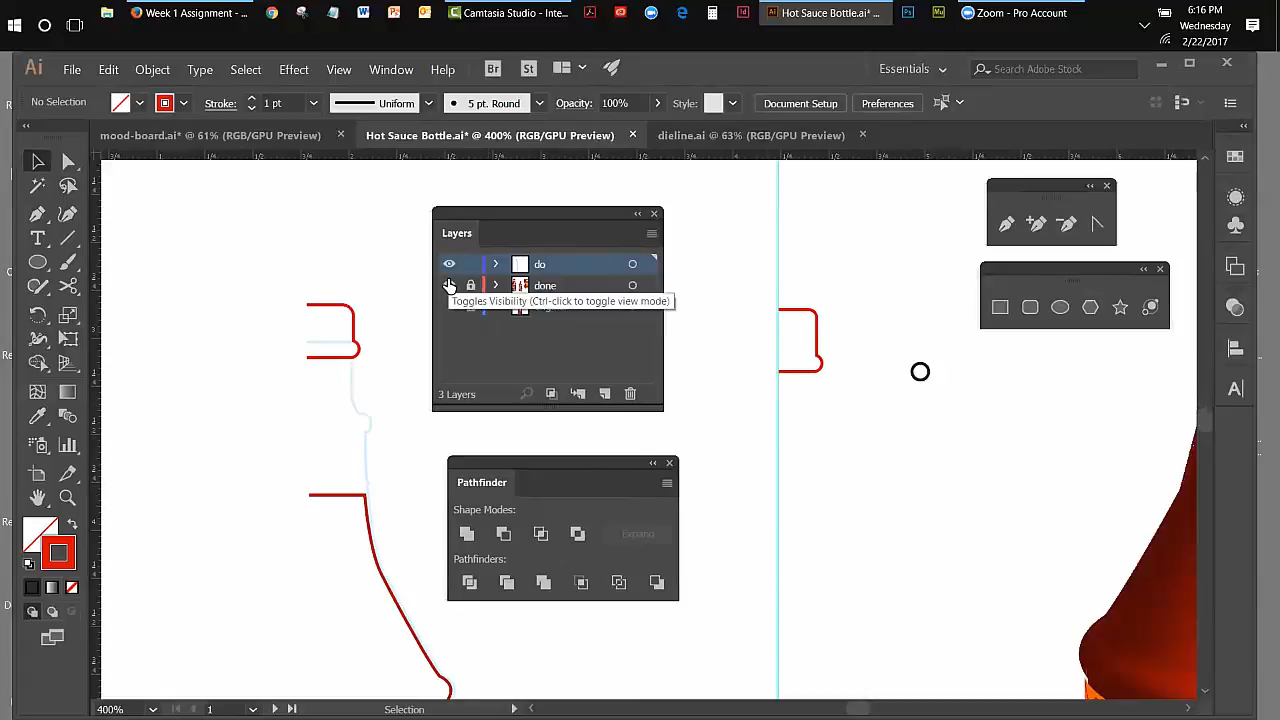 Week 1 Assignment - ...
Camtasia Studio - Inte...
Hot Sauce Bottle.ai* ...
Zoom - Pro Account
6:16 PM
Wednesday
2/22/2017
Ai
File
Edit
Object
Type
Select
Effect
View
Window
Help
Br
St
Essentials
Search Adobe Stock
No Selection
Stroke:
1 pt
Uniform
5 pt. Round
Opacity:
100%
Style:
Document Setup
Preferences
mood-board.ai* @ 61% (RGB/GPU Preview)
Hot Sauce Bottle.ai* @ 400% (RGB/GPU Preview)
dieline.ai @ 63% (RGB/GPU Preview)
Layers
do
done
Toggles Visibility (Ctrl-click to toggle view mode)
3 Layers
Pathfinder
Shape Modes:
Expand
Pathfinders:
400%
1
Selection